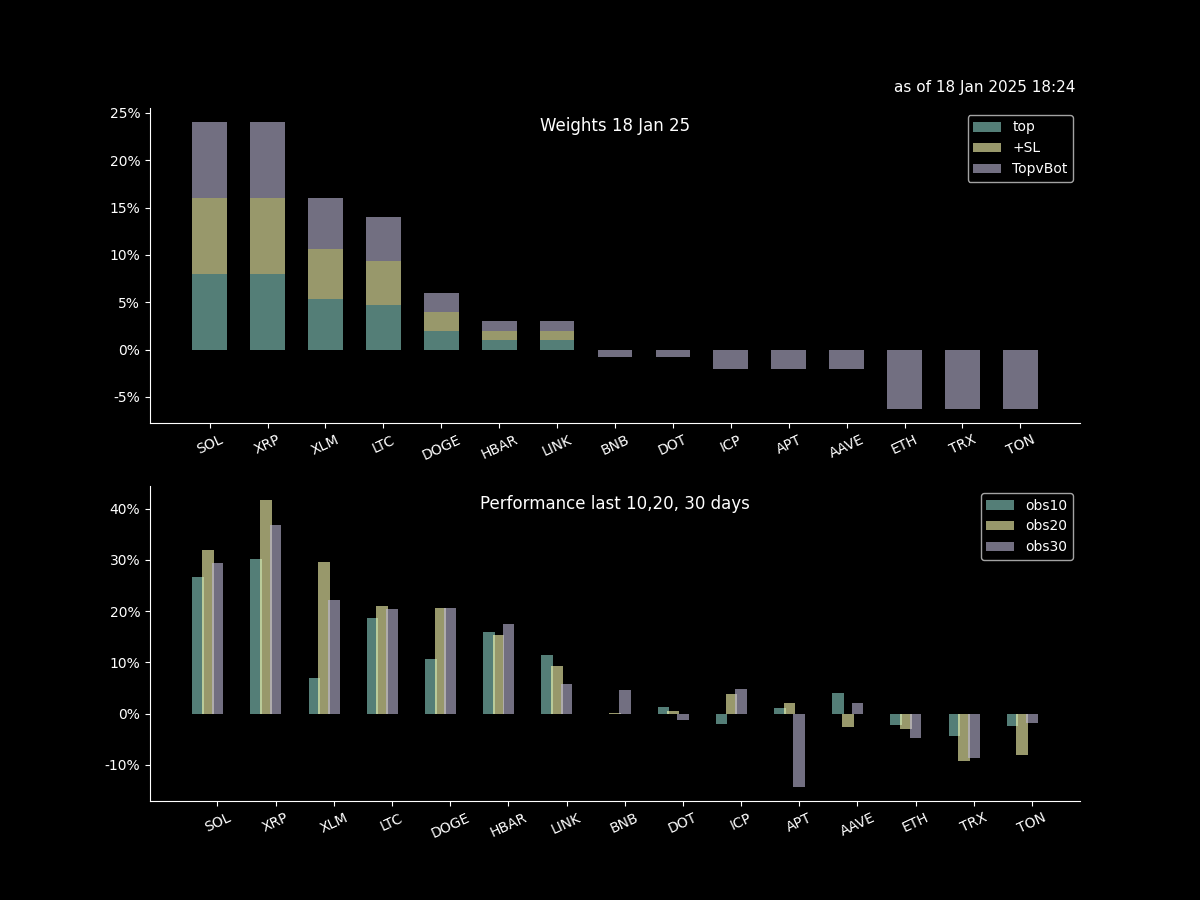 as of 18 Jan 2025 18:24
Weights 18 Jan 25
top
+SL
TopvBot
25%
20%
15%
10%
5%
0%
-5%
SOL XRP XLM LTC DOGE HBAR LINK BNB DOT ICP APT AAVE ETH TRX TON
Performance last 10,20, 30 days
obs10
obs20
obs30
40%
30%
20%
10%
0%
-10%
SOL XRP XLM LTC DOGE HBAR LINK BNB DOT ICP APT AAVE ETH TRX TON